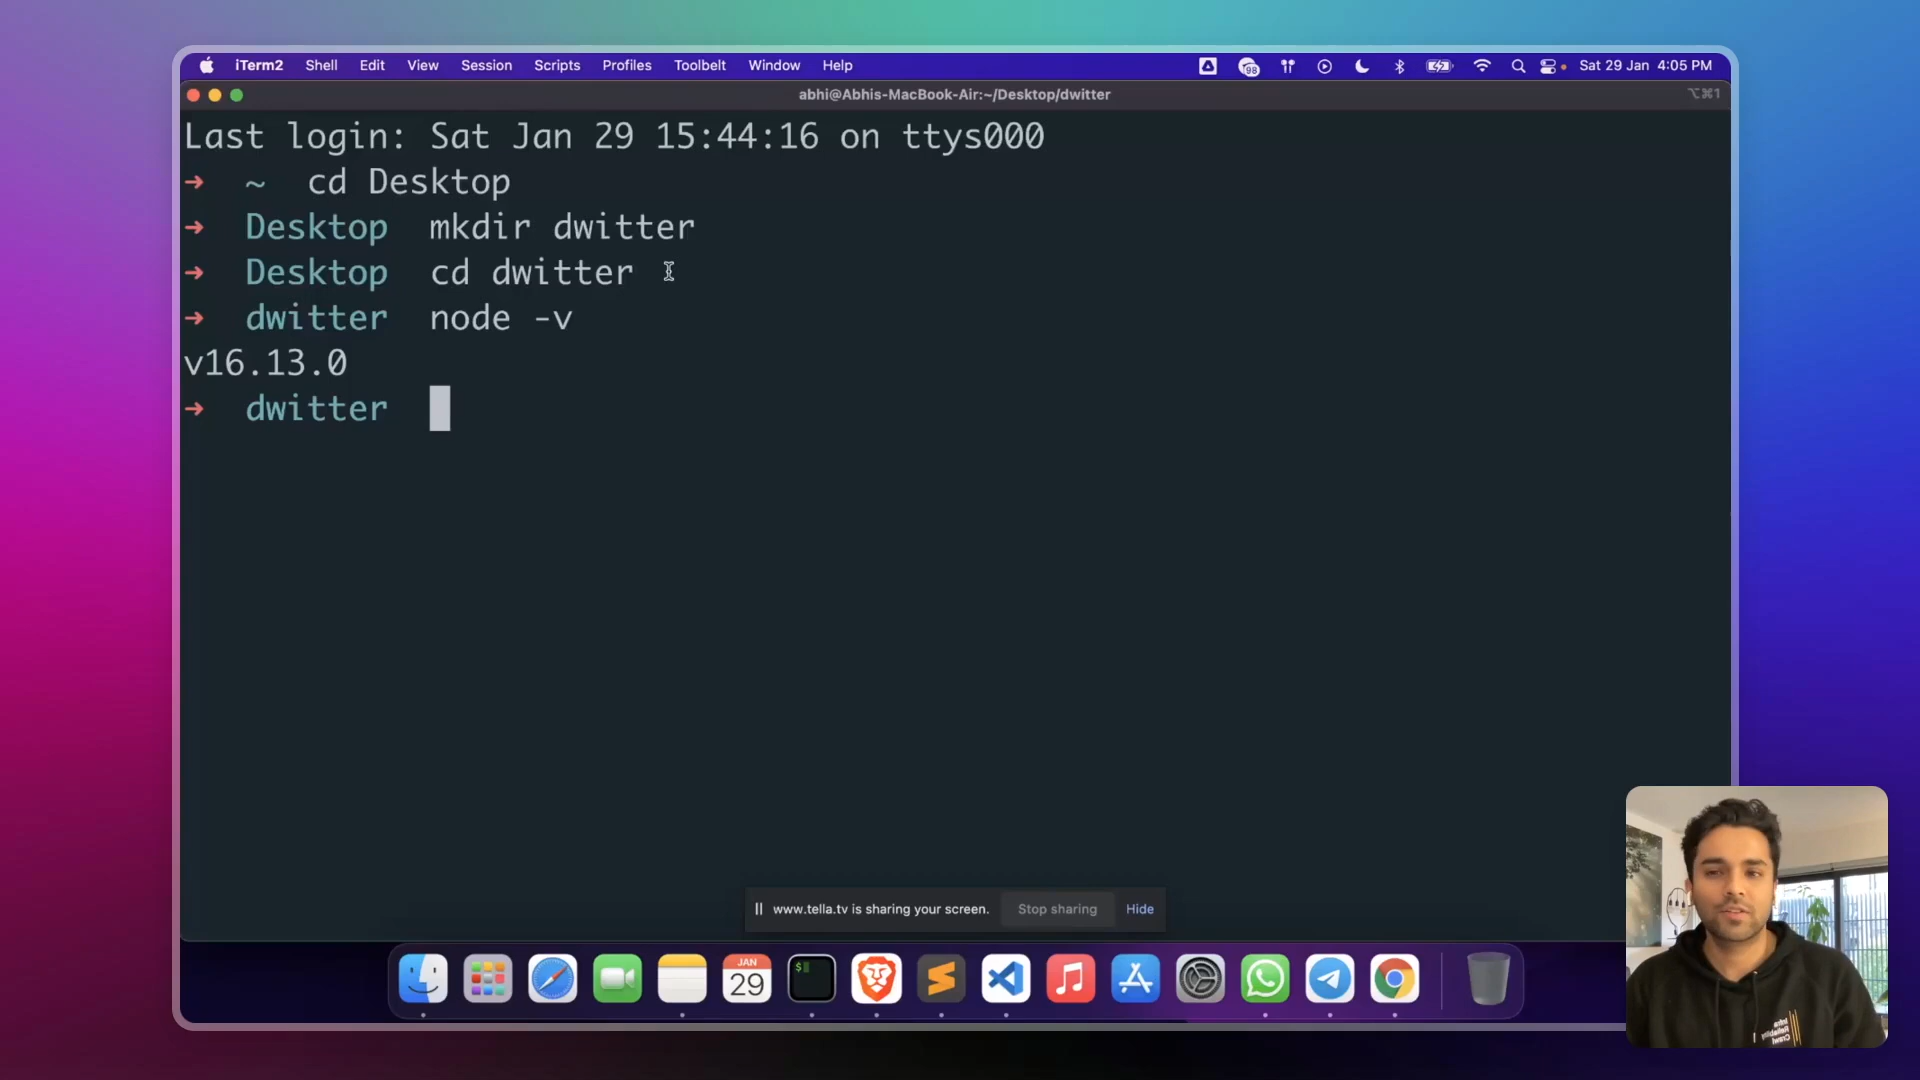 iTerm2 Shell Edit View Session Scripts Profiles Toolbelt Window Help 98 Sat 29 Jan 4:05 PM
abhi@Abhis-MacBook-Air:~/Desktop/dwitter ⌥⌘1
Last login: Sat Jan 29 15:44:16 on ttys000
➜ ~ cd Desktop
➜ Desktop mkdir dwitter
➜ Desktop cd dwitter
➜ dwitter node -v
v16.13.0
➜ dwitter
www.tella.tv is sharing your screen. Stop sharing Hide
JAN
29
$